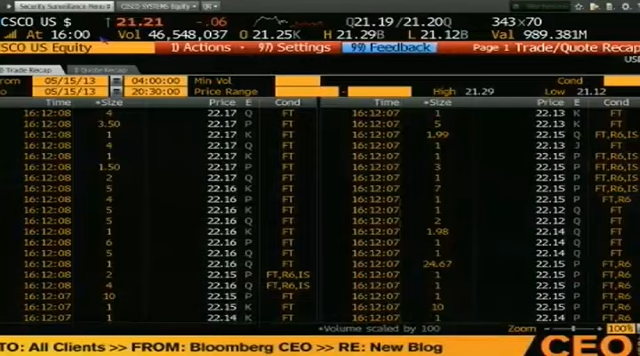 Security Surveillance Menu CISCO SYSTEMS Equity QR
CSCO US $ ↑ 21.21 -.06 Q21.19 / 21.20Q 343 x 70
At 16:00 Vol 46,548,037 O 21.25K H 21.29B L 21.12B Val 989.381M
CSCO US Equity 1) Actions 97) Settings 99) Feedback Page 1 Trade/Quote Recap
USD
Trade Recap Quote Recap
From 05/15/13 04:00:00 Min Vol Cond
To 05/15/13 20:30:00 Price Range - High 21.29 Low 21.12
Time Size Price E Cond Time Size Price E Cond
16:12:08 4 22.17 Q FT 16:12:07 1 22.13 K FT
16:12:08 3.50 22.17 P FT 16:12:07 5 22.13 K FT
16:12:08 1 22.17 Q FT 16:12:07 1.99 22.15 Q FT,R6,IS
16:12:08 4 22.17 Q FT 16:12:07 1 22.13 J FT
16:12:08 1 22.17 K FT 16:12:07 1 22.15 P FT,R6,IS
16:12:08 1.50 22.17 P FT 16:12:07 3 22.15 P FT,R6,IS
16:12:08 2 22.17 Q FT 16:12:07 1 22.15 P FT,R6,IS
16:12:08 5 22.16 K FT 16:12:07 7 22.15 P FT,R6
16:12:08 4 22.16 K FT 16:12:07 1 22.15 P FT,R6
16:12:08 5 22.16 K FT 16:12:07 1 22.12 Q FT
16:12:08 5 22.16 K FT 16:12:07 2 22.12 Q FT
16:12:08 1 22.16 K FT 16:12:07 1.98 22.14 Q FT,R6
16:12:08 6 22.15 P FT 16:12:07 1 22.14 Q FT,R6
16:12:08 5 22.15 P FT 16:12:07 1 22.14 Q FT,R6
16:12:08 1 22.15 Q FT 16:12:07 24.67 22.15 P FT,R6
16:12:08 2 22.15 P FT,R6,IS 16:12:07 1 22.15 P FT,R6
16:12:08 4 22.16 Q FT,R6,IS 16:12:07 1 22.15 P FT,R6
16:12:07 10 22.15 P FT 16:12:07 1 22.15 P FT,R6
16:12:07 1 22.15 K FT 16:12:07 10 22.15 P FT,R6
16:12:07 1 22.14 K FT 16:12:07 1 22.14 P FT,R6
Volume scaled by 100 Zoom 100%
TO: All Clients >> FROM: Bloomberg CEO >> RE: New Blog /CEO